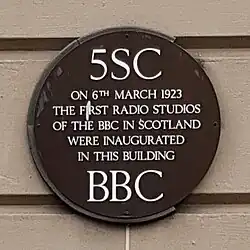 5SC
ON 6TH MARCH 1923
THE FIRST RADIO STUDIOS
OF THE BBC IN SCOTLAND
WERE INAUGURATED
IN THIS BUILDING
BBC